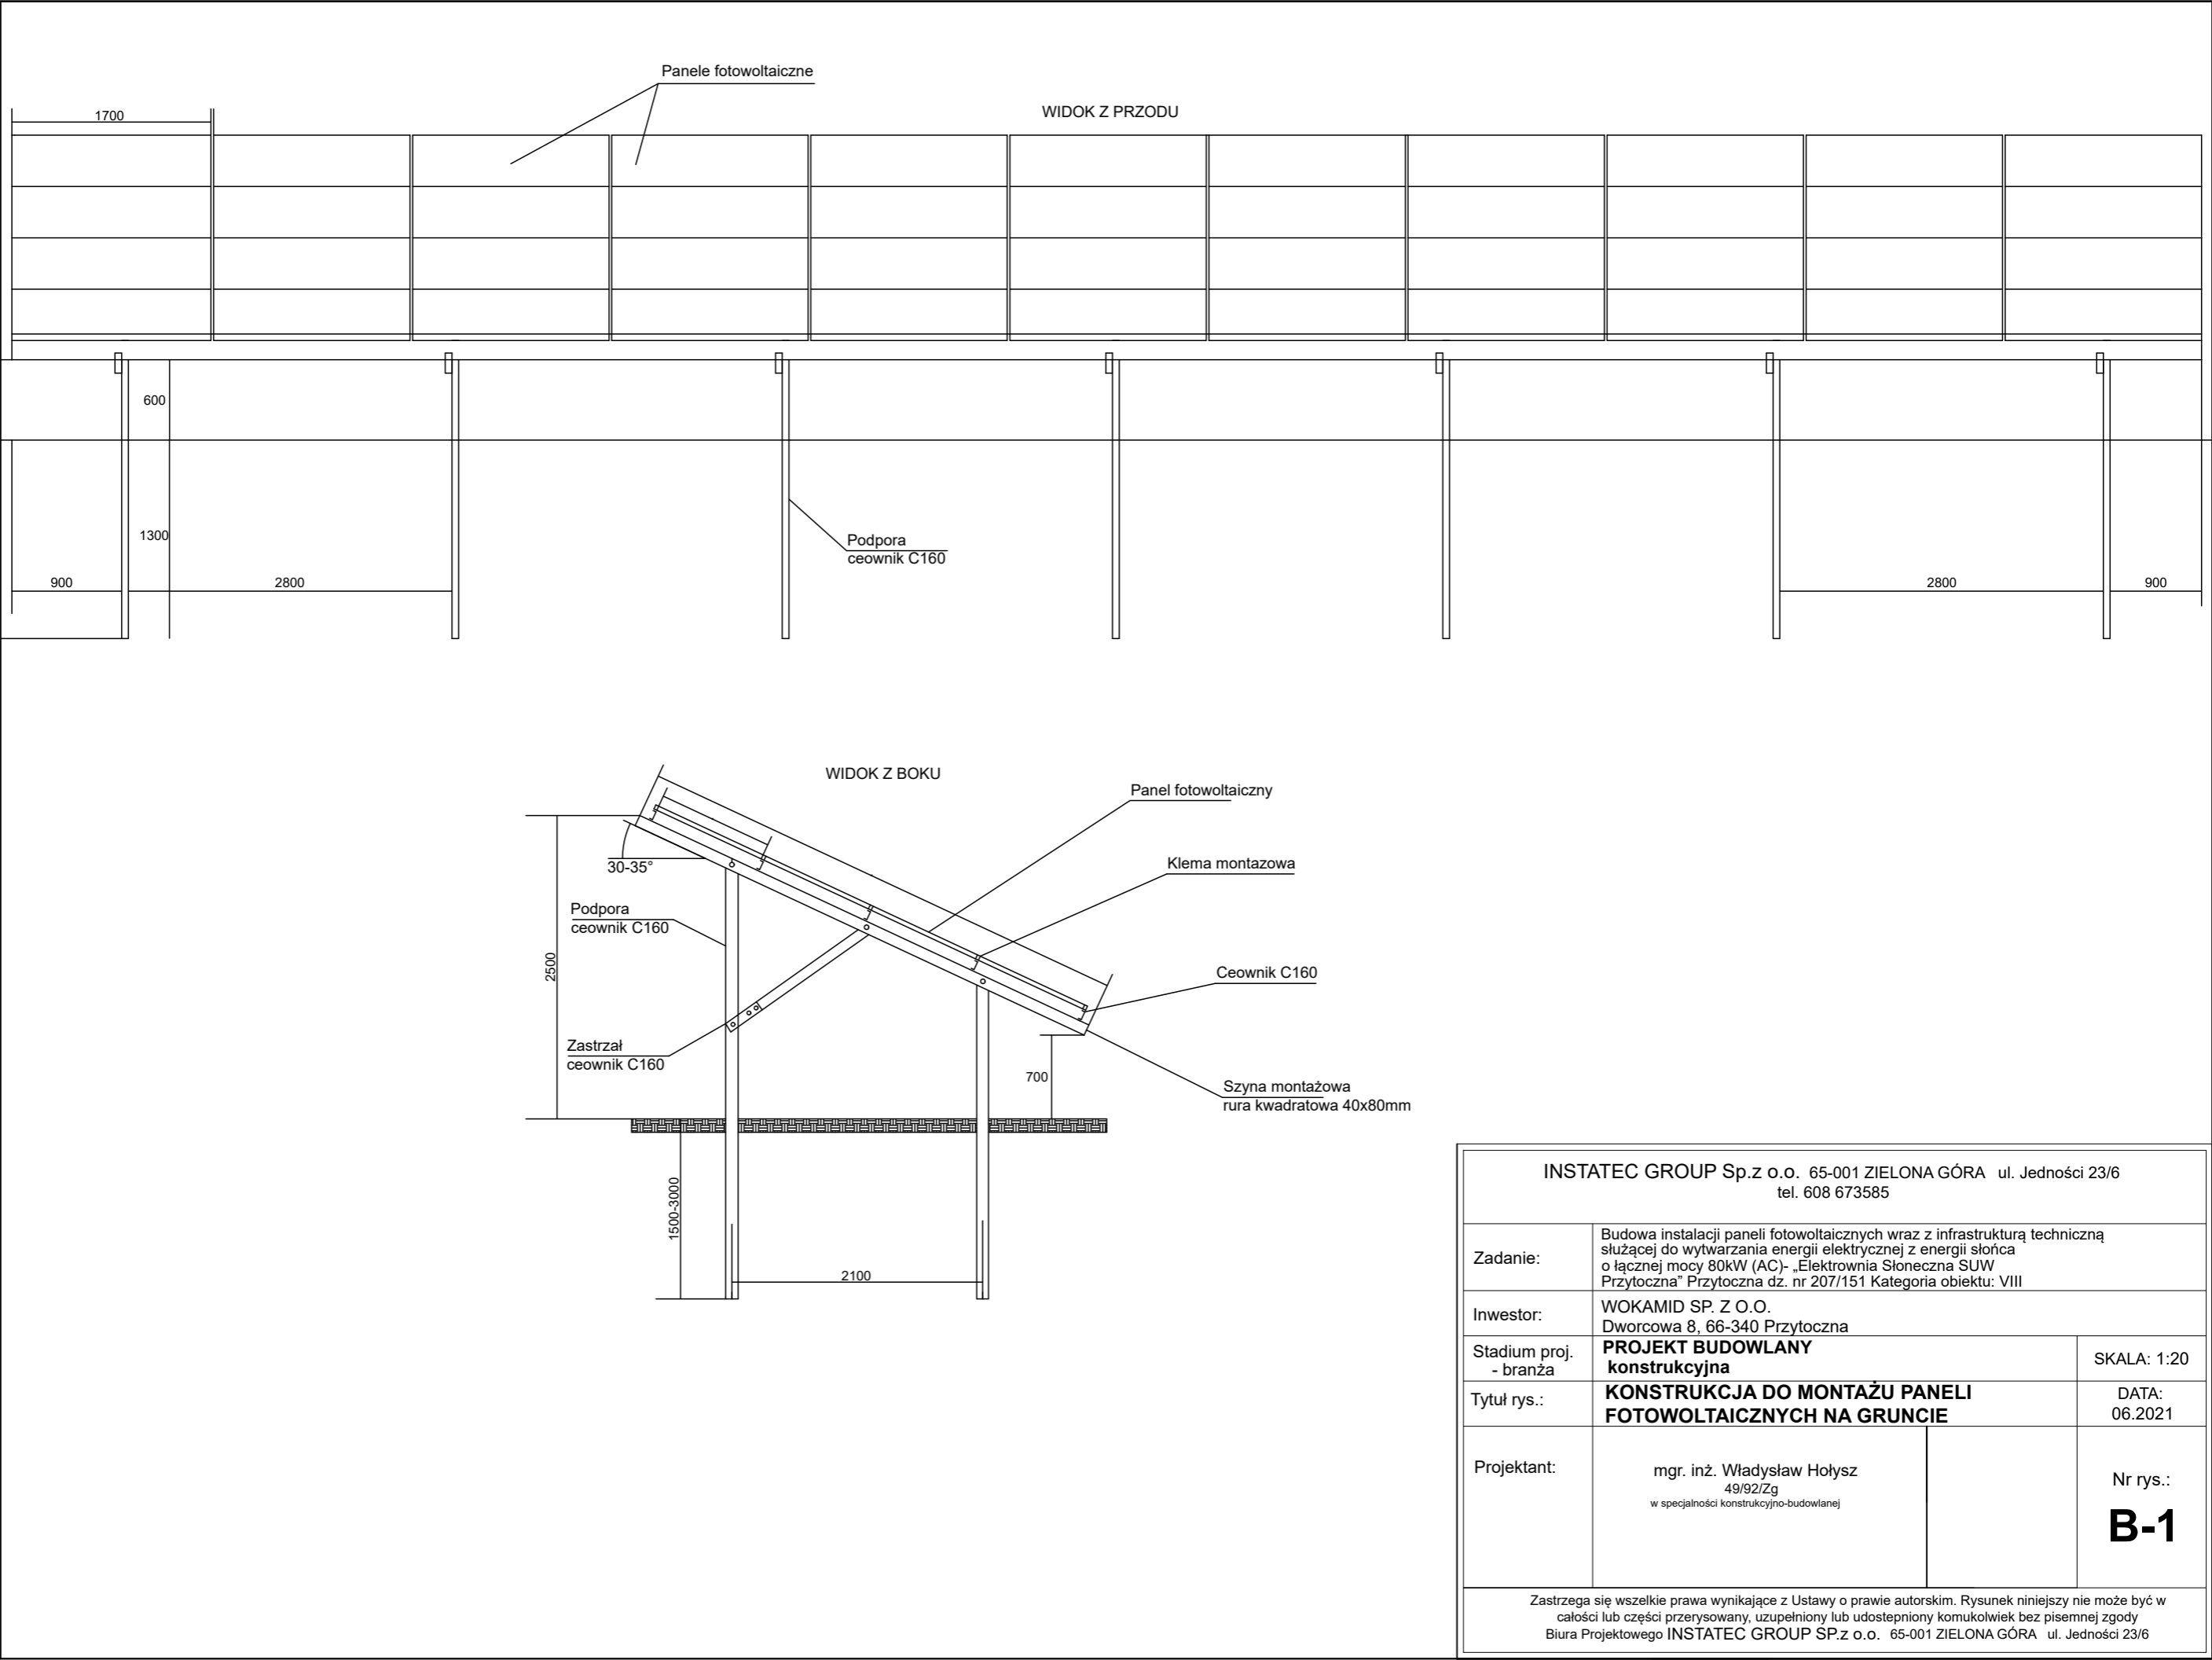 Panele fotowoltaiczne
WIDOK Z PRZODU
1700
600
1300
900
2800
Podpora
ceownik C160
2800
900
WIDOK Z BOKU
Panel fotowoltaiczny
Klema montazowa
30-35°
Podpora
ceownik C160
2500
Ceownik C160
Zastrzał
ceownik C160
700
Szyna montażowa
rura kwadratowa 40x80mm
1500-3000
2100
INSTATEC GROUP Sp.z o.o. 65-001 ZIELONA GÓRA ul. Jedności 23/6
tel. 608 673585
Zadanie:
Budowa instalacji paneli fotowoltaicznych wraz z infrastrukturą techniczną
służącej do wytwarzania energii elektrycznej z energii słońca
o łącznej mocy 80kW (AC)- „Elektrownia Słoneczna SUW
Przytoczna” Przytoczna dz. nr 207/151 Kategoria obiektu: VIII
Inwestor:
WOKAMID SP. Z O.O.
Dworcowa 8, 66-340 Przytoczna
Stadium proj.
- branża
PROJEKT BUDOWLANY
konstrukcyjna
SKALA: 1:20
Tytuł rys.:
KONSTRUKCJA DO MONTAŻU PANELI
FOTOWOLTAICZNYCH NA GRUNCIE
DATA:
06.2021
Projektant:
mgr. inż. Władysław Hołysz
49/92/Zg
w specjalności konstrukcyjno-budowlanej
Nr rys.:
B-1
Zastrzega się wszelkie prawa wynikające z Ustawy o prawie autorskim. Rysunek niniejszy nie może być w
całości lub części przerysowany, uzupełniony lub udostepniony komukolwiek bez pisemnej zgody
Biura Projektowego INSTATEC GROUP SP.z o.o. 65-001 ZIELONA GÓRA ul. Jedności 23/6